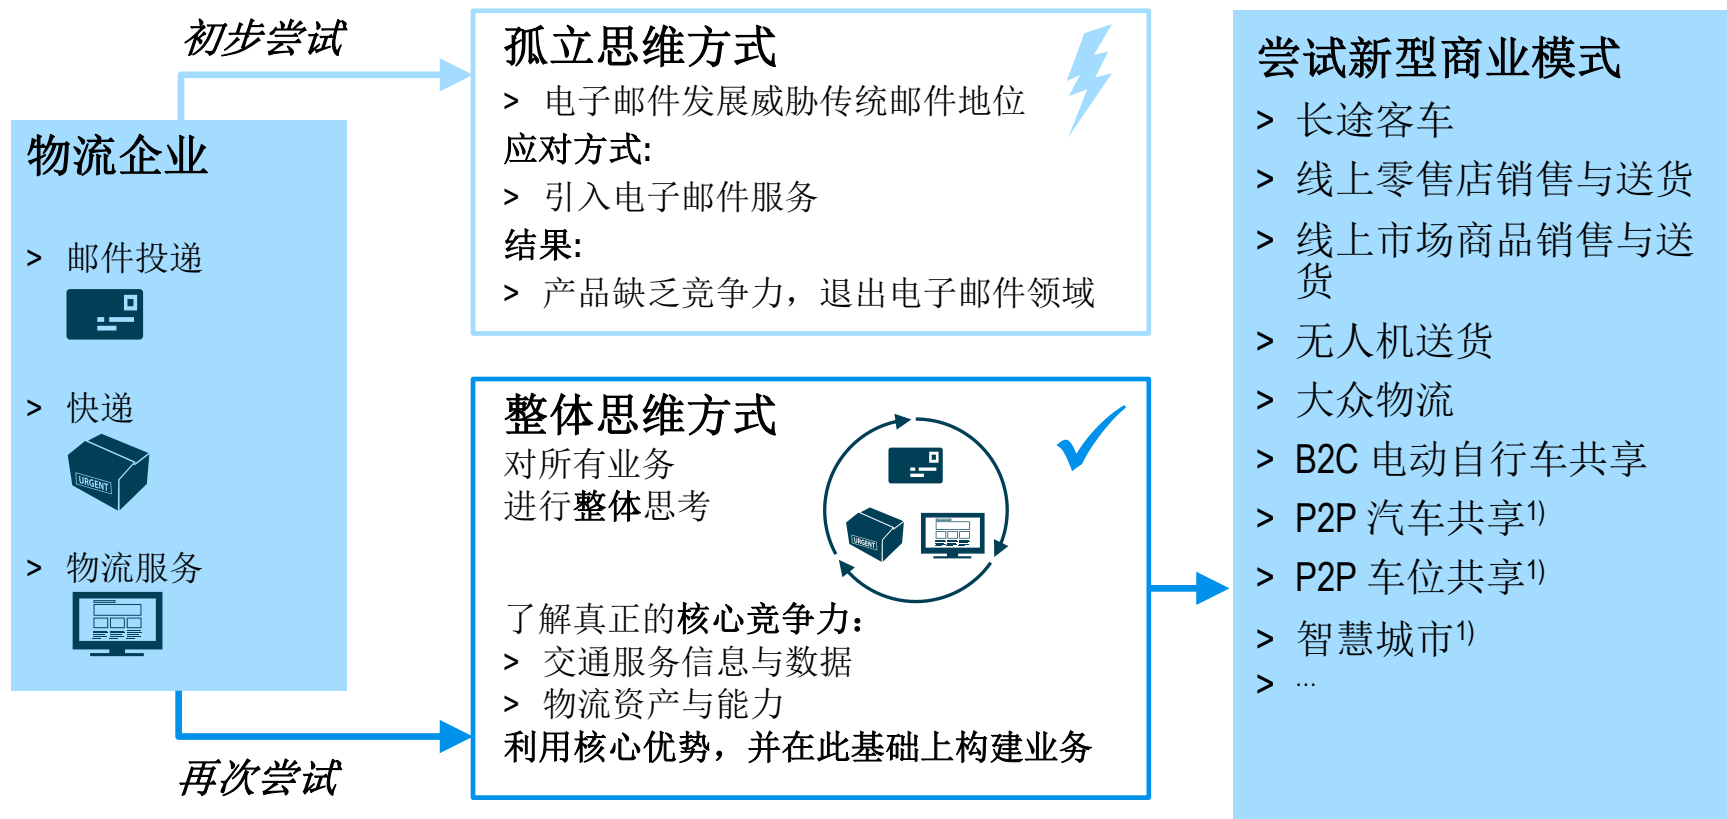 初步尝试
物流企业
> 邮件投递
> 快递
URGENT
> 物流服务
再次尝试
孤立思维方式
> 电子邮件发展威胁传统邮件地位
应对方式:
> 引入电子邮件服务
结果:
> 产品缺乏竞争力，退出电子邮件领域
整体思维方式
对所有业务
进行整体思考
URGENT
了解真正的核心竞争力：
> 交通服务信息与数据
> 物流资产与能力
利用核心优势，并在此基础上构建业务
尝试新型商业模式
> 长途客车
> 线上零售店销售与送货
> 线上市场商品销售与送
货
> 无人机送货
> 大众物流
> B2C 电动自行车共享
> P2P 汽车共享1)
> P2P 车位共享1)
> 智慧城市1)
> ...